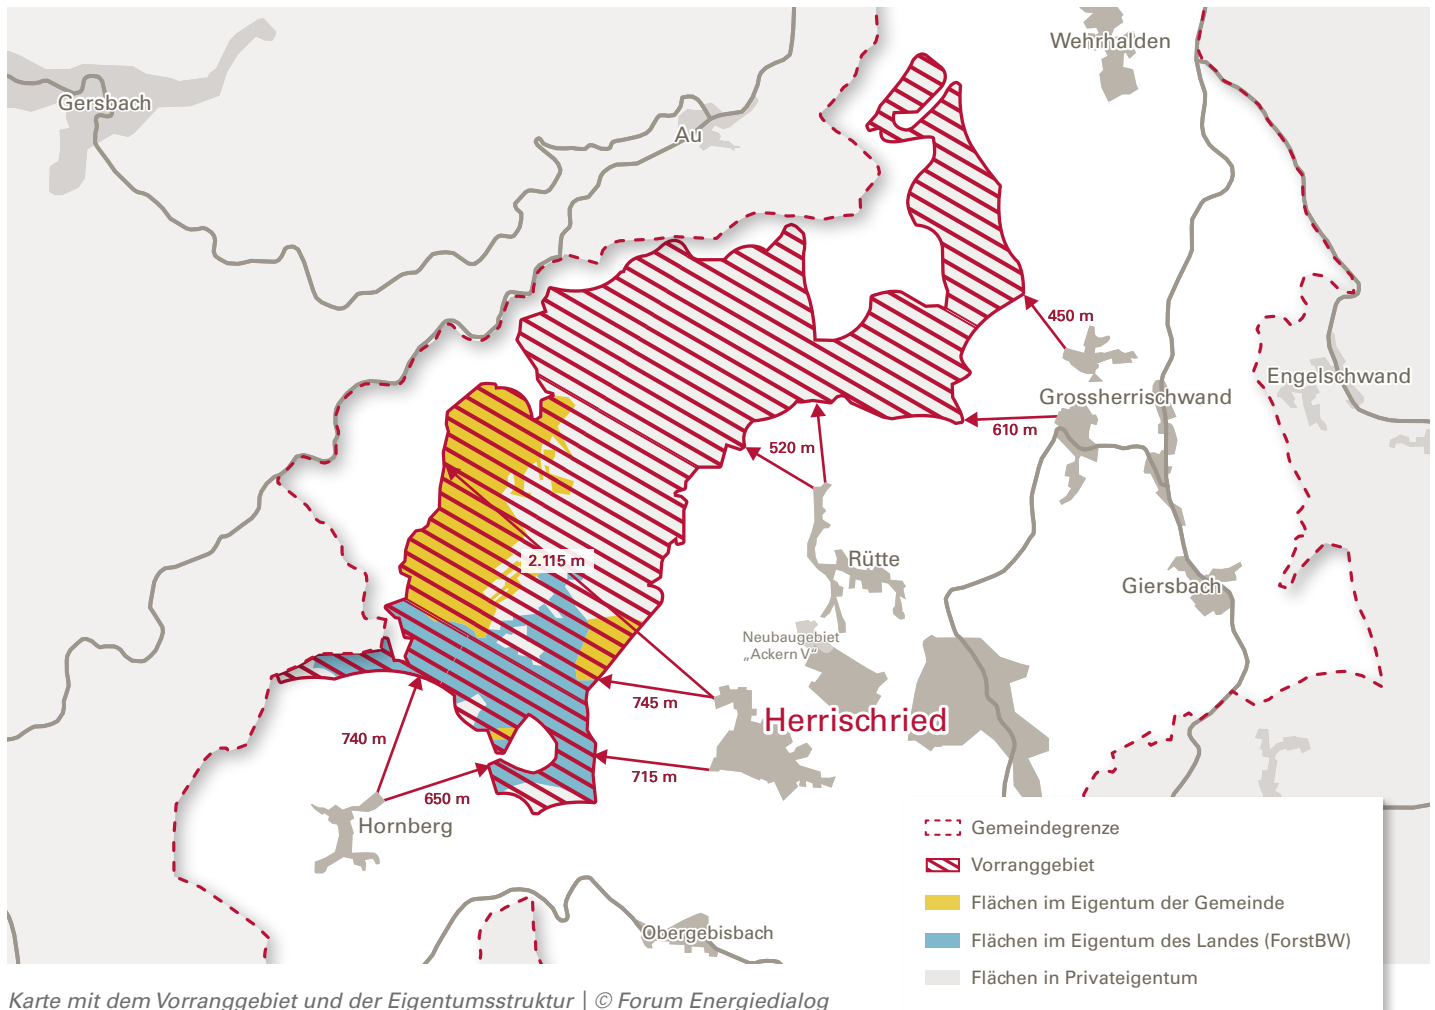 Wehrhalden
Gersbach
Au
450 m
Engelschwand
Grossherrischwand
610 m
520 m
2.115 m
Rütte
Giersbach
Neubaugebiet
„Ackern V“
745 m
Herrischried
740 m
715 m
650 m
Hornberg
Obergebisbach
Gemeindegrenze
Vorranggebiet
Flächen im Eigentum der Gemeinde
Flächen im Eigentum des Landes (ForstBW)
Flächen in Privateigentum
Karte mit dem Vorranggebiet und der Eigentumsstruktur | © Forum Energiedialog